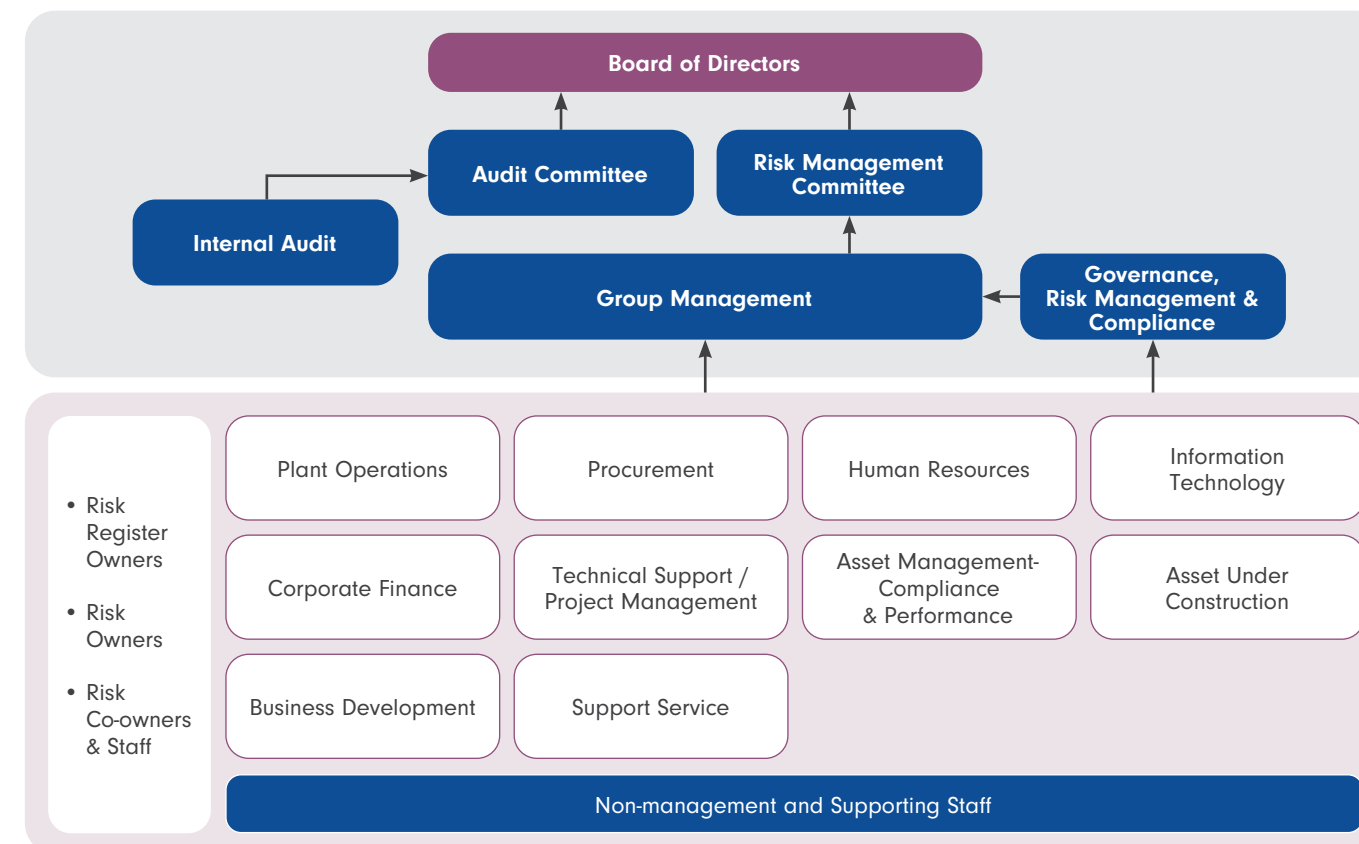 Board of Directors
Audit Committee
Risk Management
Committee
Internal Audit
Group Management
Governance,
Risk Management &
Compliance
• Risk
Register
Owners
• Risk
Owners
• Risk
Co-owners
& Staff
Plant Operations
Procurement
Human Resources
Information
Technology
Corporate Finance
Technical Support /
Project Management
Asset Management-
Compliance
& Performance
Asset Under
Construction
Business Development
Support Service
Non-management and Supporting Staff